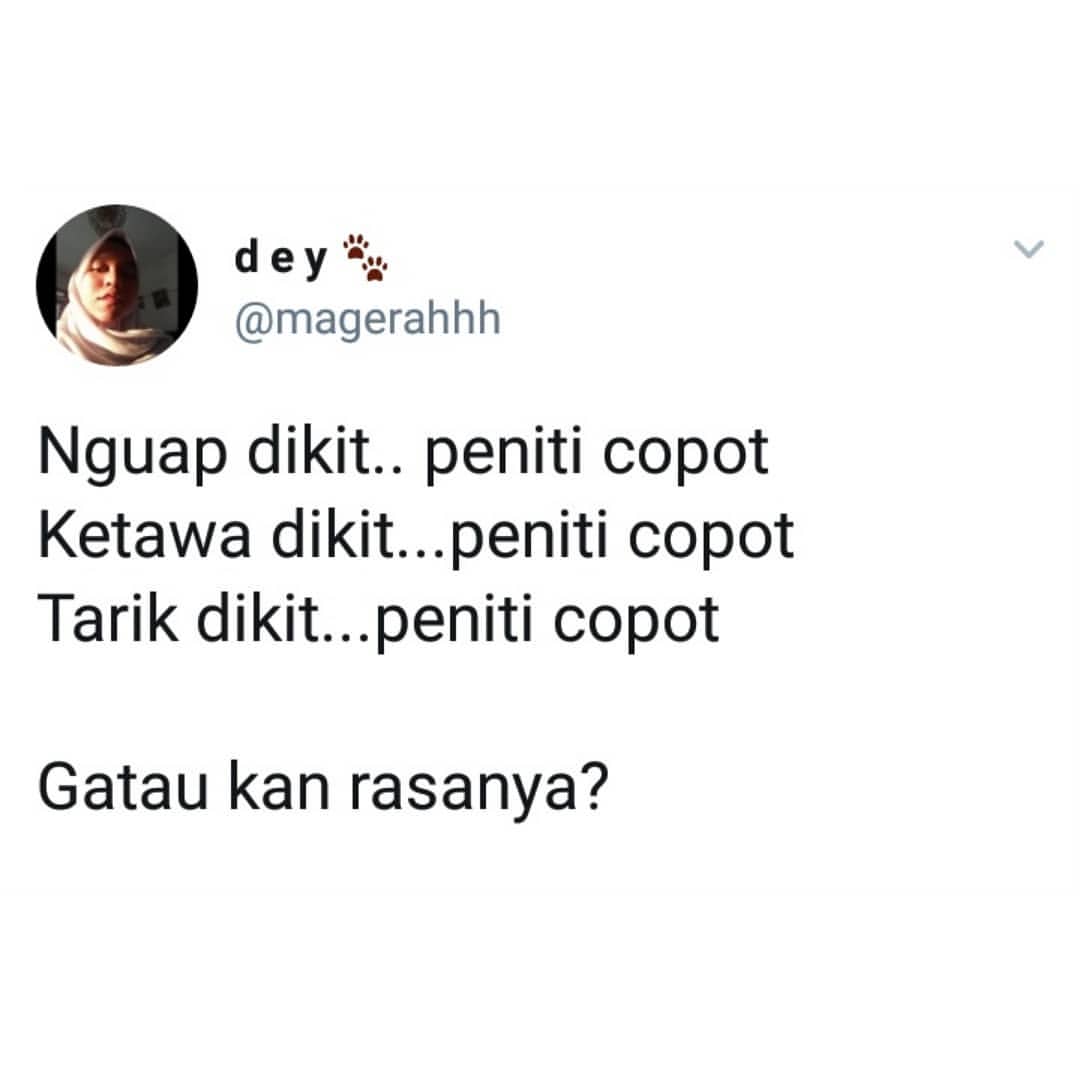 dey
@magerahhh
Nguap dikit.. peniti copot
Ketawa dikit...peniti copot
Tarik dikit...peniti copot
Gatau kan rasanya?